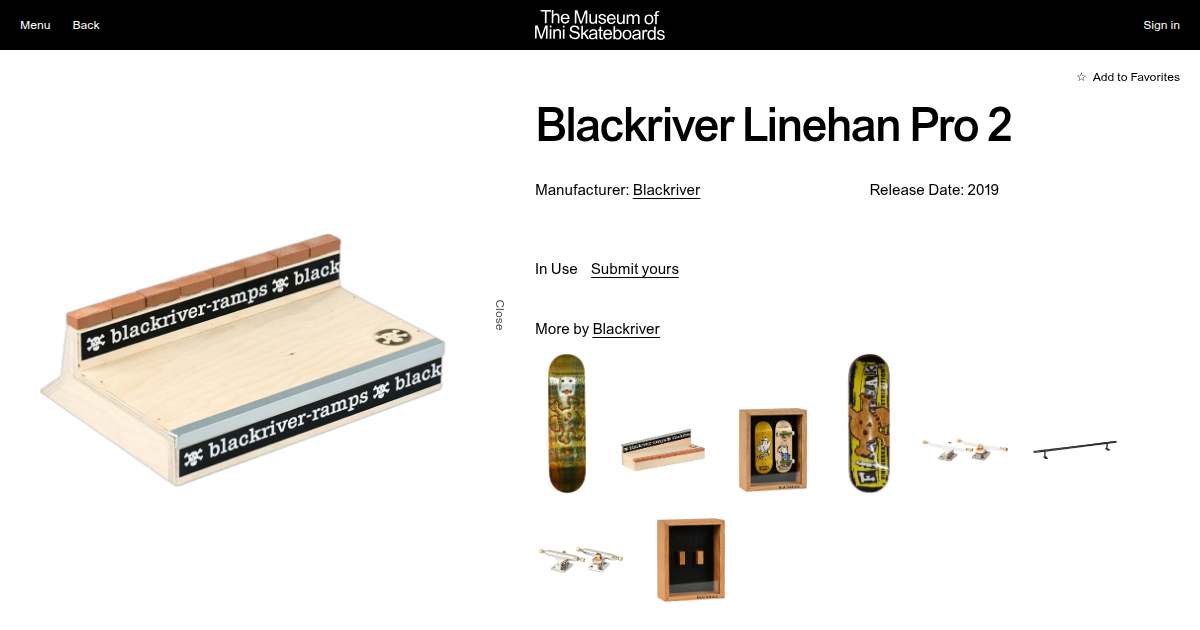 Menu
Back
The Museum of
Mini Skateboards
Sign in
☆ Add to Favorites
Blackriver Linehan Pro 2
Manufacturer: Blackriver
Release Date: 2019
In Use
Submit yours
Close
More by Blackriver
blackriver-ramps black
blackriver-ramps black